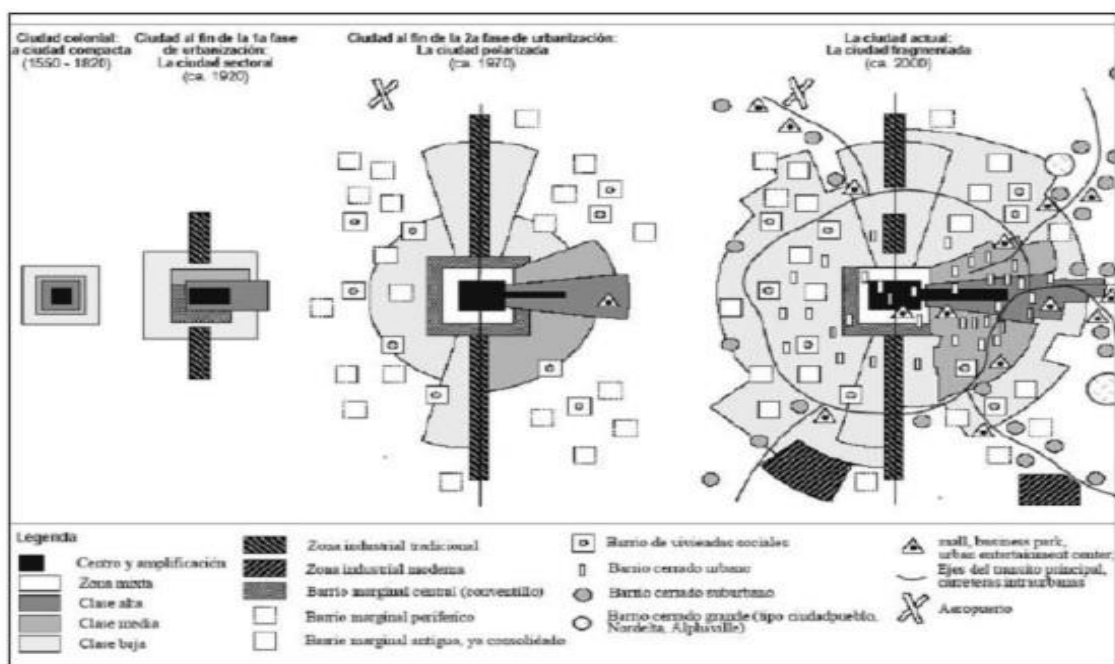 Ciudad colonial:
a ciudad compacta
(1550 - 1820)
Ciudad al fin de la 1a fase
de urbanización:
La ciudad sectoral
(ca. 1920)
Ciudad al fin de la 2a fase de urbanización:
La ciudad polarizada
(ca. 1970)
La ciudad actual:
La ciudad fragmentada
(ca. 2000)
Legenda
Centro y amplificación
Zona mixta
Clase alta
Clase media
Clase baja
Zona industrial tradicional
Zona industrial moderna
Barrio marginal central (conventillo)
Barrio marginal periférico
Barrio marginal antiguo, ya consolidado
Barrio de viviendas sociales
Barrio cerrado urbano
Barrio cerrado suburbano
Barrio cerrado grande (tipo ciudadpueblo,
Nordelta, Alphaville)
mall, business park,
urban entertainment center
Ejes del transito principal,
carreteras intraurbanas
Aeropuerto